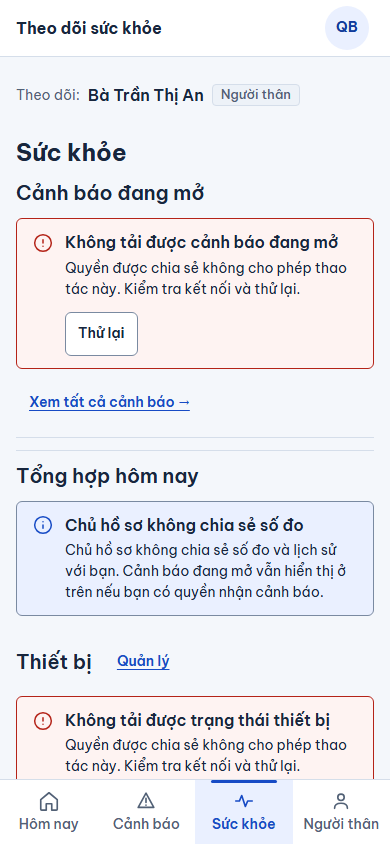 Theo dõi sức khỏe
QB
Theo dõi: Bà Trần Thị An Người thân
Sức khỏe
Cảnh báo đang mở
Không tải được cảnh báo đang mở
Quyền được chia sẻ không cho phép thao
tác này. Kiểm tra kết nối và thử lại.
Thử lại
Xem tất cả cảnh báo →
Tổng hợp hôm nay
Chủ hồ sơ không chia sẻ số đo
Chủ hồ sơ không chia sẻ số đo và lịch sử
với bạn. Cảnh báo đang mở vẫn hiển thị ở
trên nếu bạn có quyền nhận cảnh báo.
Thiết bị Quản lý
Không tải được trạng thái thiết bị
Quyền được chia sẻ không cho phép thao
tác này. Kiểm tra kết nối và thử lại.
Hôm nay Cảnh báo Sức khỏe Người thân